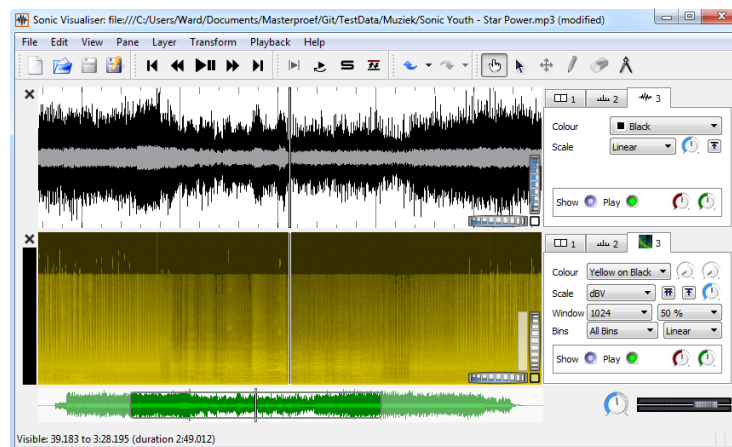 Sonic Visualiser: file:///C:/Users/Ward/Documents/Masterproef/Git/TestData/Muziek/Sonic Youth - Star Power.mp3 (modified)
File Edit View Pane Layer Transform Playback Help
1 2 3
Colour Black
Scale Linear
Show Play
1 2 3
Colour Yellow on Black
Scale dBV
Window 1024 50 %
Bins All Bins Linear
Show Play
Visible: 39.183 to 3:28.195 (duration 2:49.012)